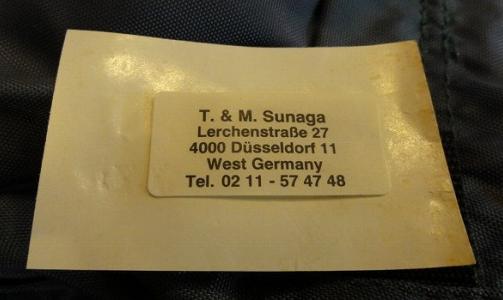 T. & M. Sunaga
Lerchenstraße 27
4000 Düsseldorf 11
West Germany
Tel. 02 11 - 57 47 48